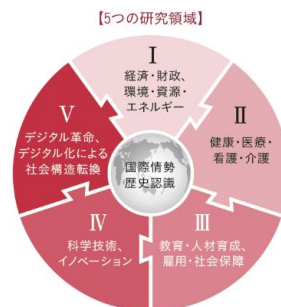 【5つの研究領域】
I
経済・財政、
環境・資源・
エネルギー
II
健康・医療・
看護・介護
III
教育・人材育成、
雇用・社会保障
IV
科学技術、
イノベーション
V
デジタル革命、
デジタル化による
社会構造転換
国際情勢
歴史認識